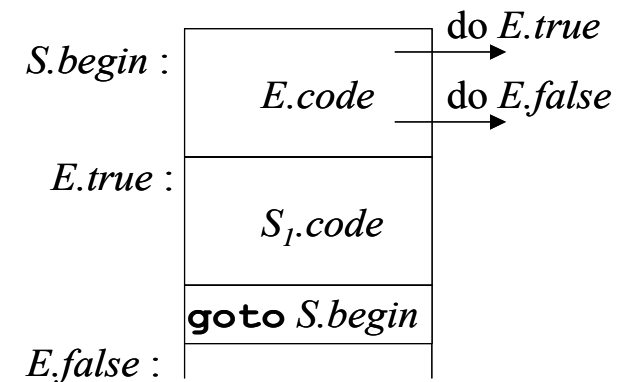 do E.true
S.begin :
E.code
do E.false
E.true :
S1.code
goto S.begin
E.false :